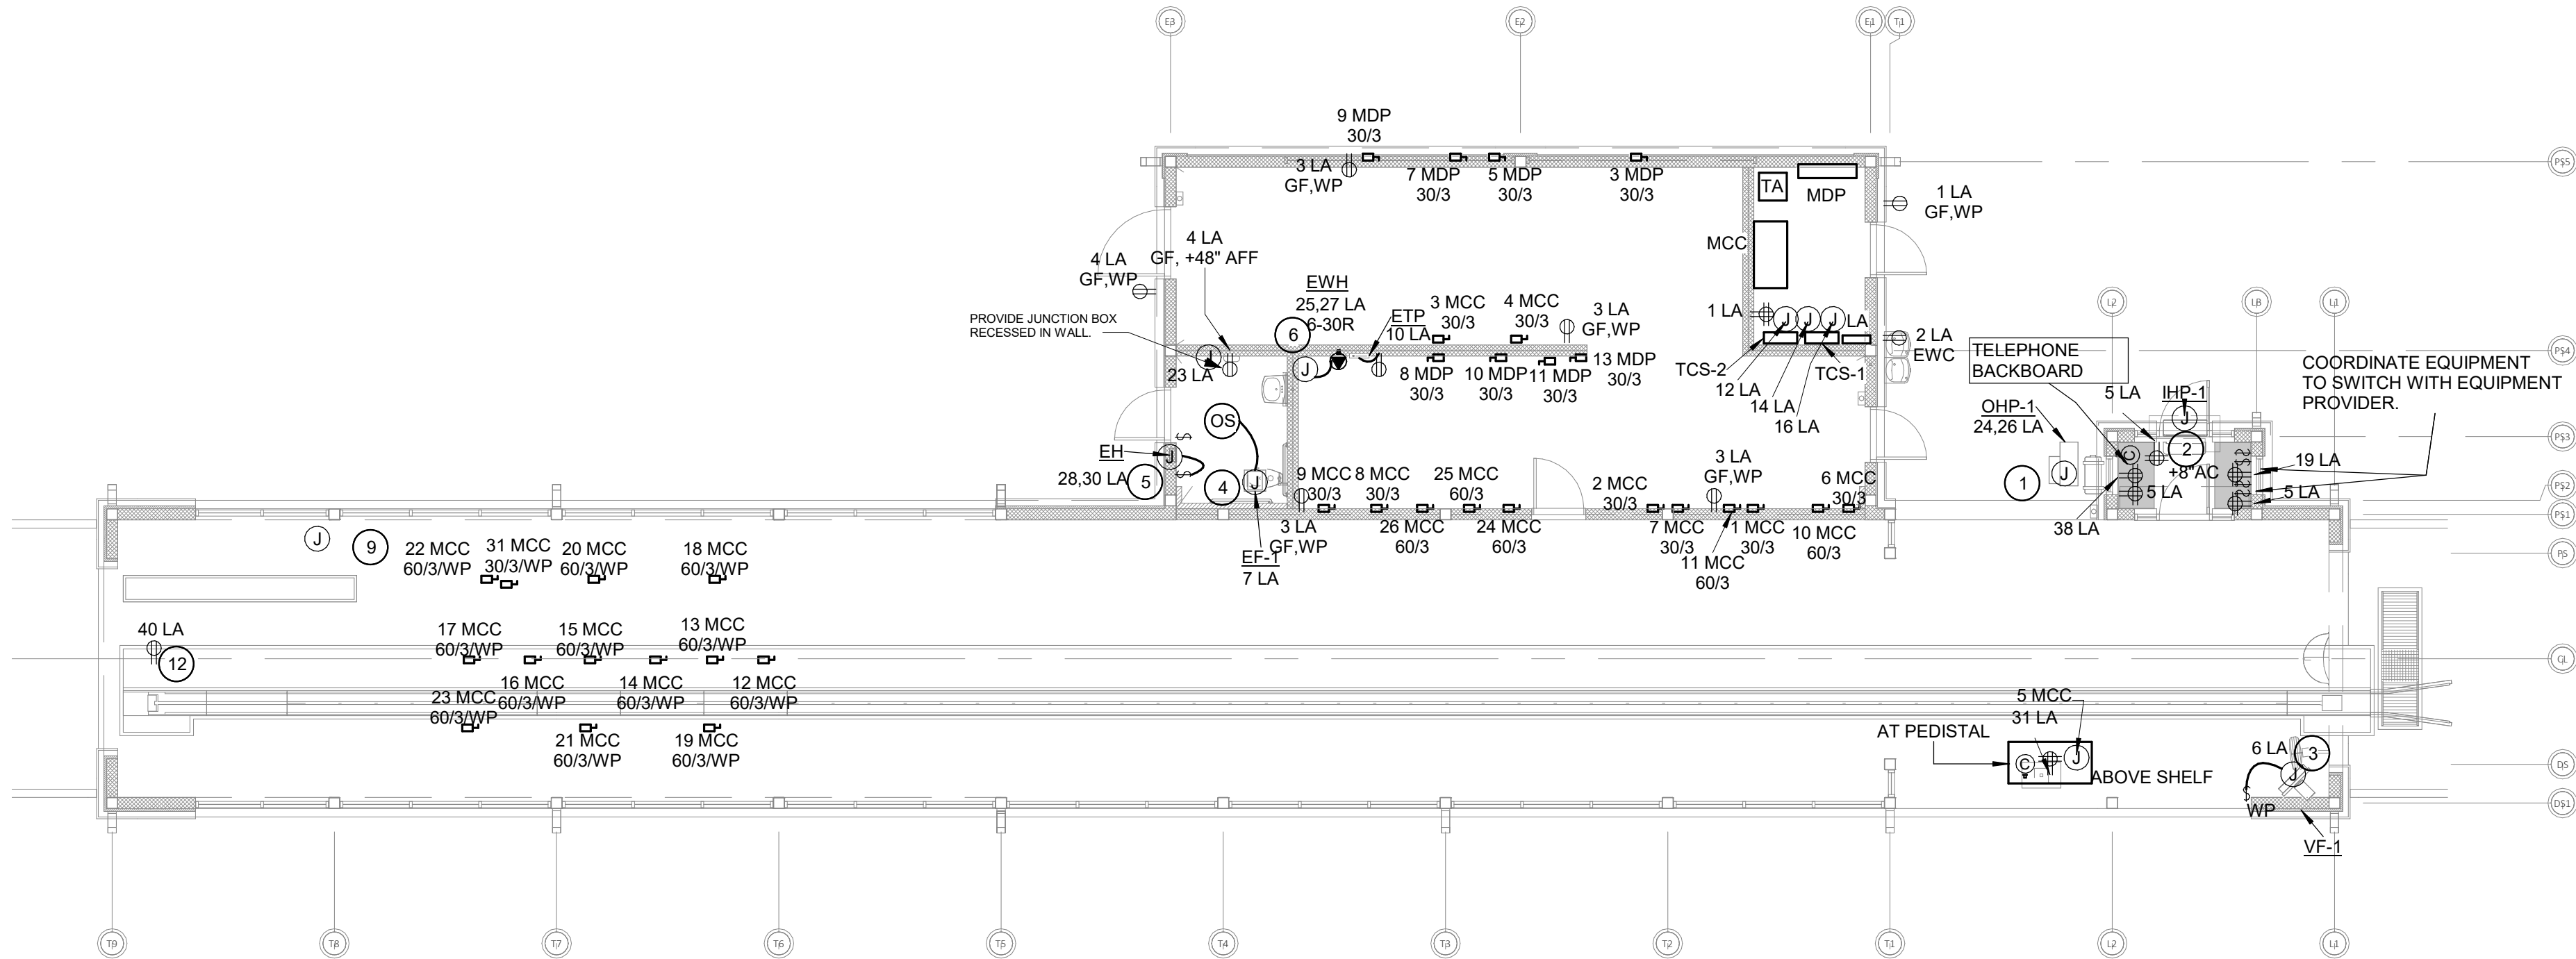 E3
E2
E1
T1
9 MDP
30/3
3 LA
GF,WP
7 MDP
30/3
5 MDP
30/3
3 MDP
30/3
TA
MDP
1 LA
GF,WP
PS5
4 LA
GF, +48" AFF
4 LA
GF,WP
MCC
EWH
25,27 LA
6-30R
6
ETP
10 LA
3 MCC
30/3
4 MCC
30/3
3 LA
GF,WP
1 LA
J
J
J
LA
L2
LB
L1
PROVIDE JUNCTION BOX
RECESSED IN WALL.
2 LA
EWC
TELEPHONE
BACKBOARD
COORDINATE EQUIPMENT
TO SWITCH WITH EQUIPMENT
PROVIDER.
PS4
J
23 LA
J
8 MDP
30/3
10 MDP
30/3
11 MDP
30/3
13 MDP
30/3
TCS-2
TCS-1
12 LA
14 LA
16 LA
5 LA
IHP-1
J
OHP-1
24,26 LA
OS
PS3
EH
J
$
$
28,30 LA
5
4
J
9 MCC
30/3
8 MCC
30/3
25 MCC
60/3
2 MCC
30/3
3 LA
GF,WP
6 MCC
30/3
1
J
C
2
+8"AC
5 LA
38 LA
19 LA
5 LA
PS2
PS1
3 LA
GF,WP
EF-1
7 LA
26 MCC
60/3
24 MCC
60/3
7 MCC
30/3
11 MCC
60/3
1 MCC
30/3
10 MCC
60/3
PS
J
9
22 MCC
60/3/WP
31 MCC
30/3/WP
20 MCC
60/3/WP
18 MCC
60/3/WP
40 LA
12
17 MCC
60/3/WP
15 MCC
60/3/WP
13 MCC
60/3/WP
CL
16 MCC
60/3/WP
14 MCC
60/3/WP
12 MCC
60/3/WP
23 MCC
60/3/WP
21 MCC
60/3/WP
19 MCC
60/3/WP
5 MCC
31 LA
AT PEDISTAL
C
J
ABOVE SHELF
6 LA
3
J
$
WP
VF-1
DS
DS1
T9
T8
T7
T6
T5
T4
T3
T2
T1
L2
L1